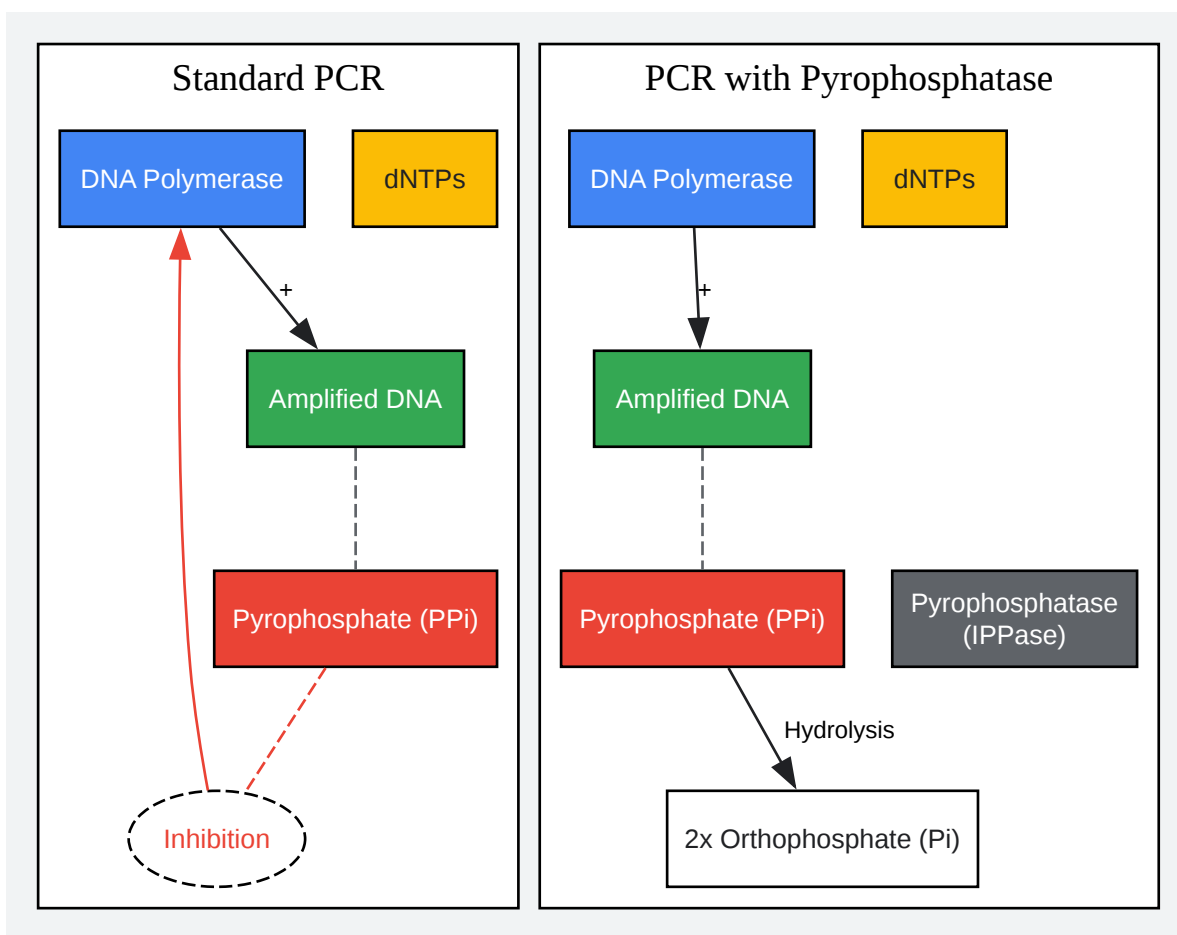 Standard PCR
DNA Polymerase
dNTPs
+
Amplified DNA
Pyrophosphate (PPi)
Inhibition
PCR with Pyrophosphatase
DNA Polymerase
dNTPs
+
Amplified DNA
Pyrophosphate (PPi)
Pyrophosphatase
(IPPase)
Hydrolysis
2x Orthophosphate (Pi)